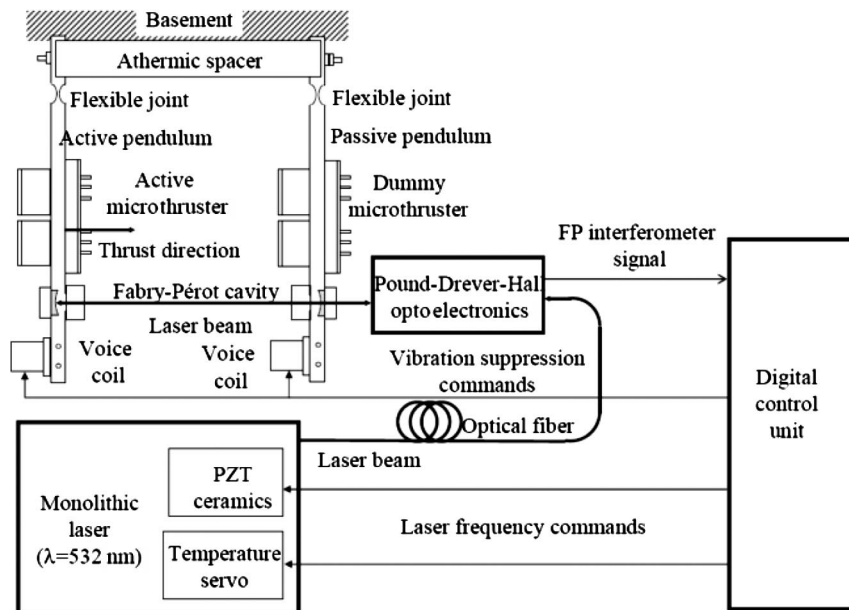 Basement
Athermic spacer
Flexible joint
Flexible joint
Active pendulum
Passive pendulum
Active
microthruster
Dummy
microthruster
Thrust direction
FP interferometer
signal
Fabry-Pérot cavity
Pound-Drever-Hall
optoelectronics
Laser beam
Voice
coil
Voice
coil
Vibration suppression
commands
Digital
control
unit
Optical fiber
Laser beam
PZT
ceramics
Monolithic
laser
(λ=532 nm)
Laser frequency commands
Temperature
servo